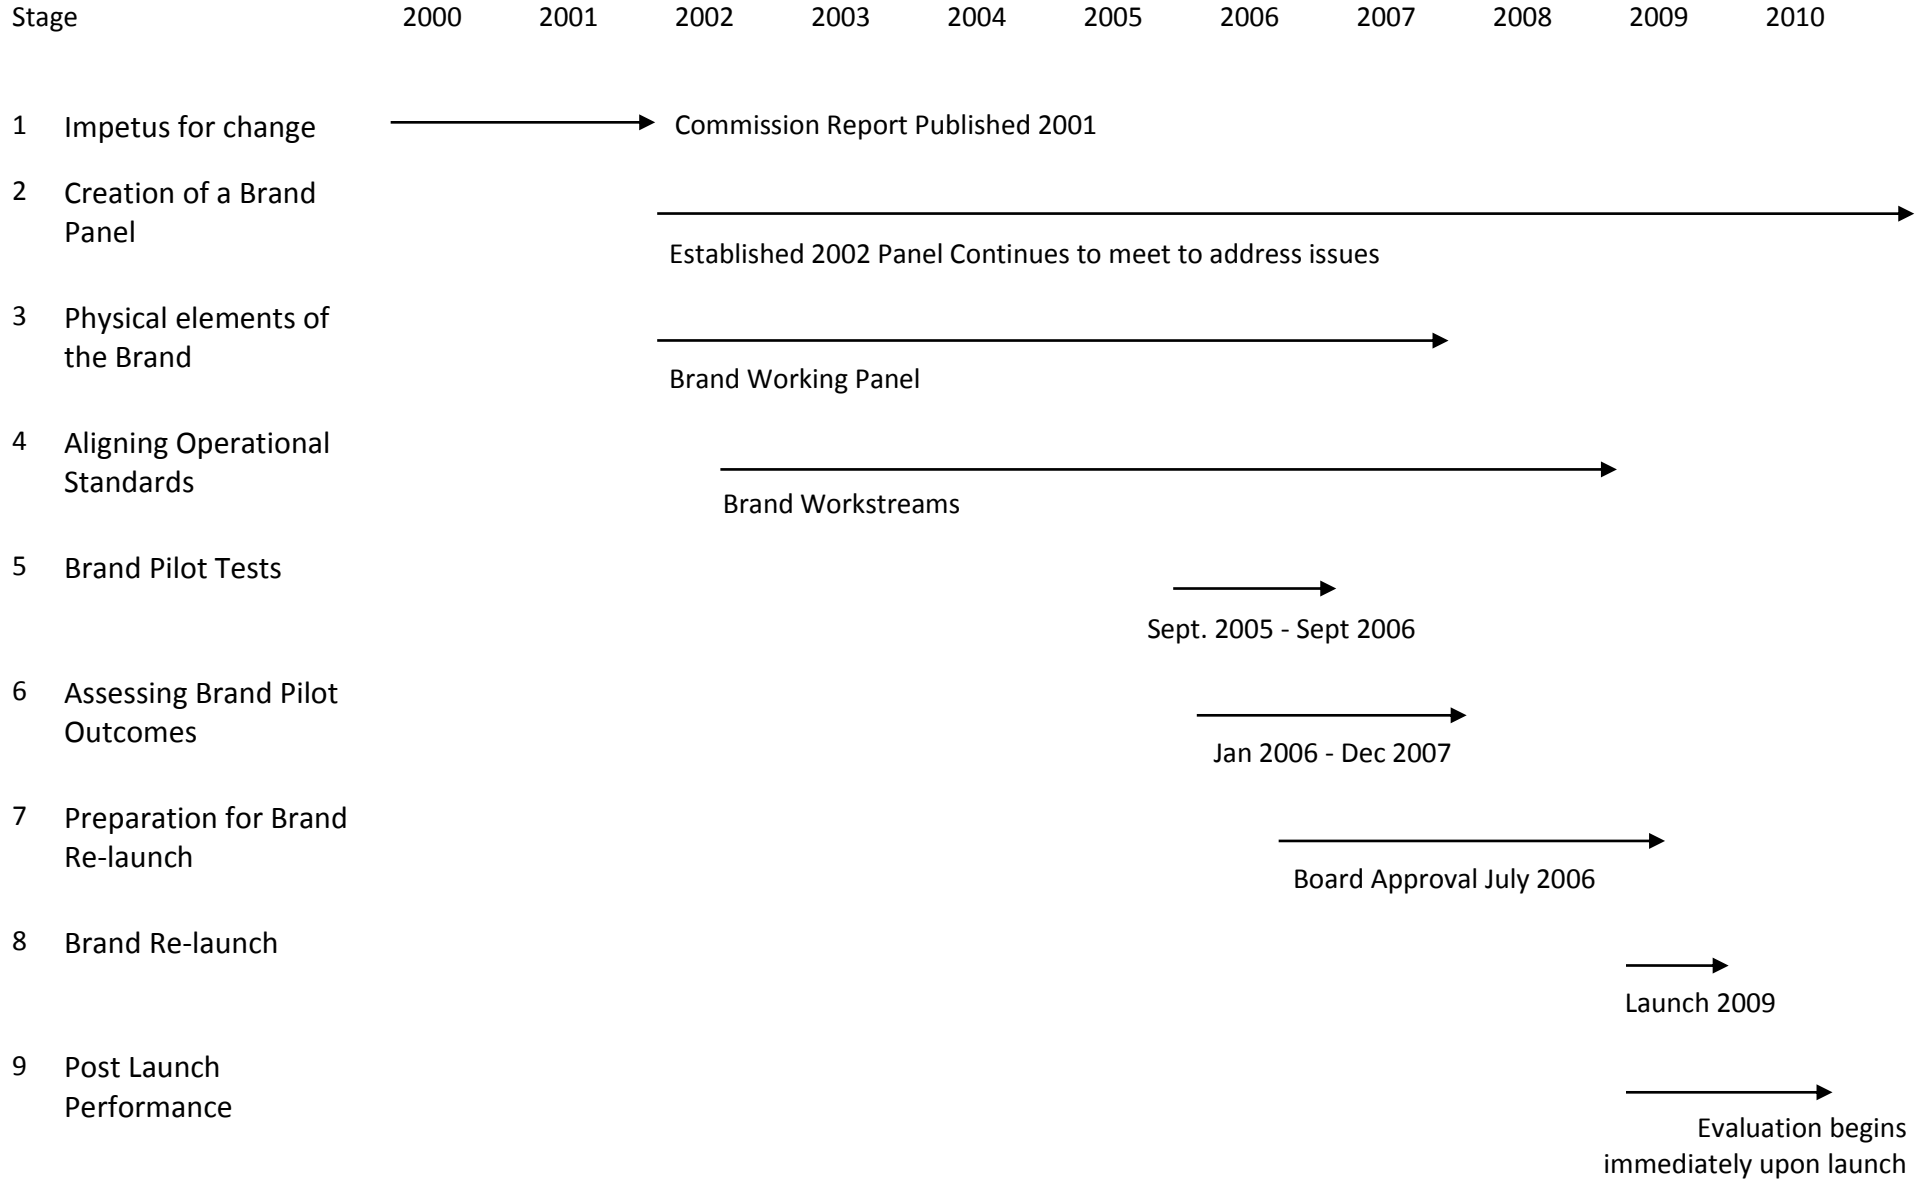 Stage 2000 2001 2002 2003 2004 2005 2006 2007 2008 2009 2010
1 Impetus for change Commission Report Published 2001
2 Creation of a Brand
Panel
Established 2002 Panel Continues to meet to address issues
3 Physical elements of
the Brand
Brand Working Panel
4 Aligning Operational
Standards
Brand Workstreams
5 Brand Pilot Tests
Sept. 2005 - Sept 2006
6 Assessing Brand Pilot
Outcomes
Jan 2006 - Dec 2007
7 Preparation for Brand
Re-launch
Board Approval July 2006
8 Brand Re-launch
Launch 2009
9 Post Launch
Performance
Evaluation begins
immediately upon launch